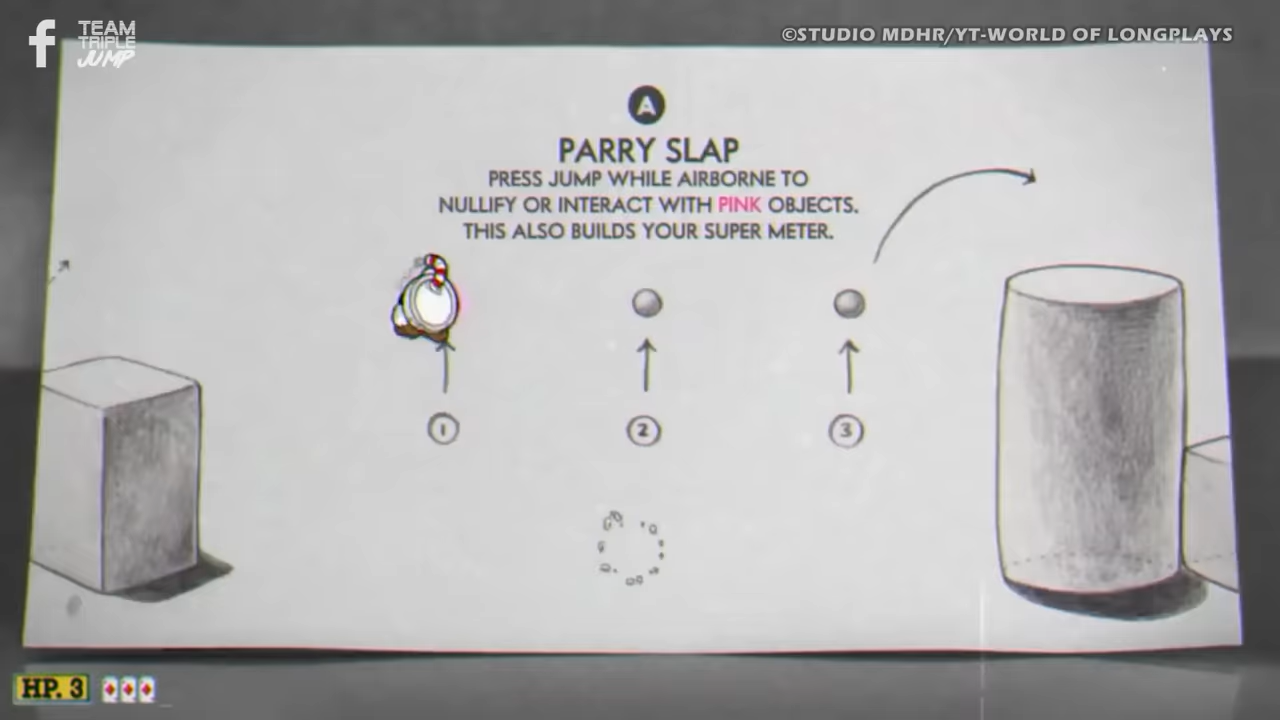 f TEAM
TRIPLE
JUMP
©STUDIO MDHR/YT-WORLD OF LONGPLAYS
A
PARRY SLAP
PRESS JUMP WHILE AIRBORNE TO
NULLIFY OR INTERACT WITH PINK OBJECTS.
THIS ALSO BUILDS YOUR SUPER METER.
1 2 3
HP. 3